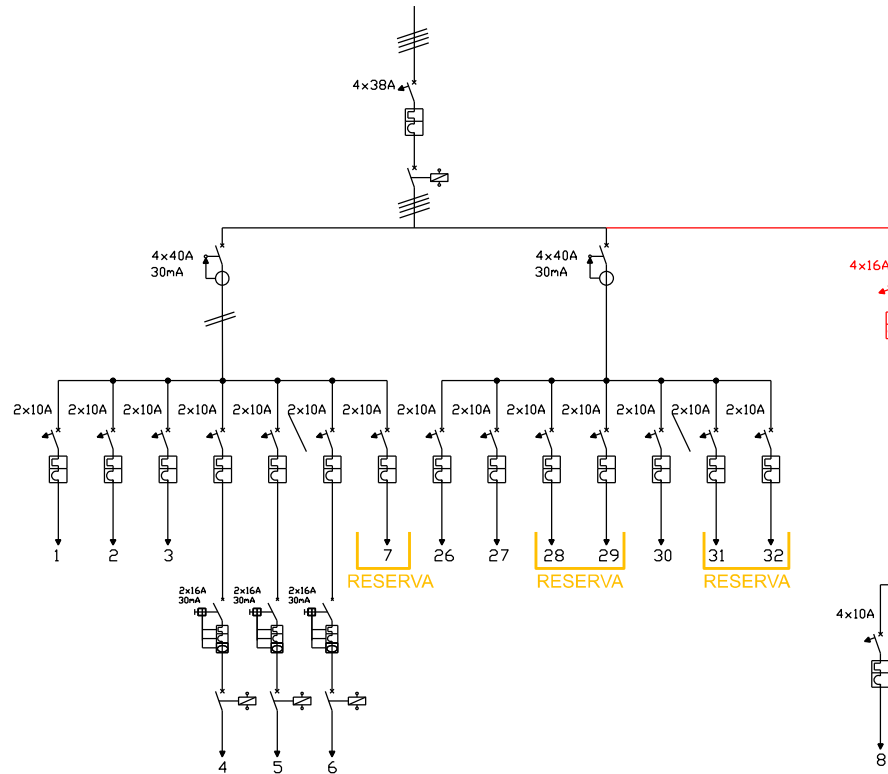 4x38A
4x40A
30mA
4x40A
30mA
4x16A
2x10A 2x10A 2x10A 2x10A 2x10A 2x10A 2x10A 2x10A 2x10A 2x10A 2x10A 2x10A 2x10A 2x10A
1 2 3 7 26 27 28 29 30 31 32
RESERVA RESERVA RESERVA
2x16A 2x16A 2x16A
30mA 30mA 30mA
4x10A
4 5 6 8